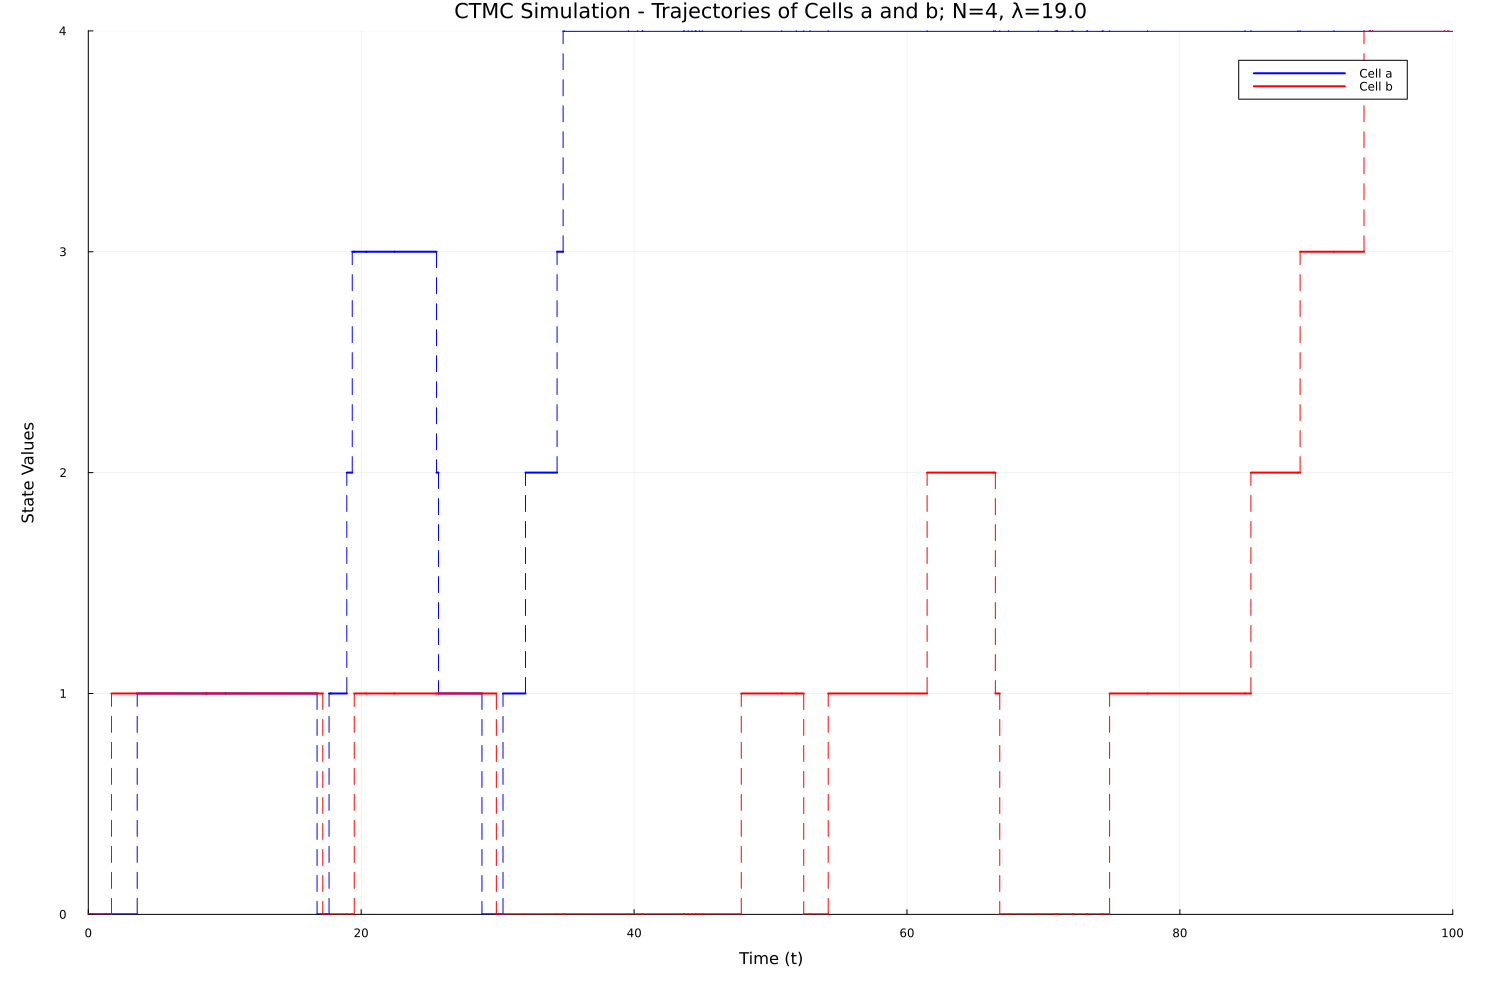 CTMC Simulation - Trajectories of Cells a and b; N=4, λ=19.0
Cell a
Cell b
State Values
4
3
2
1
0
0 20 40 60 80 100
Time (t)